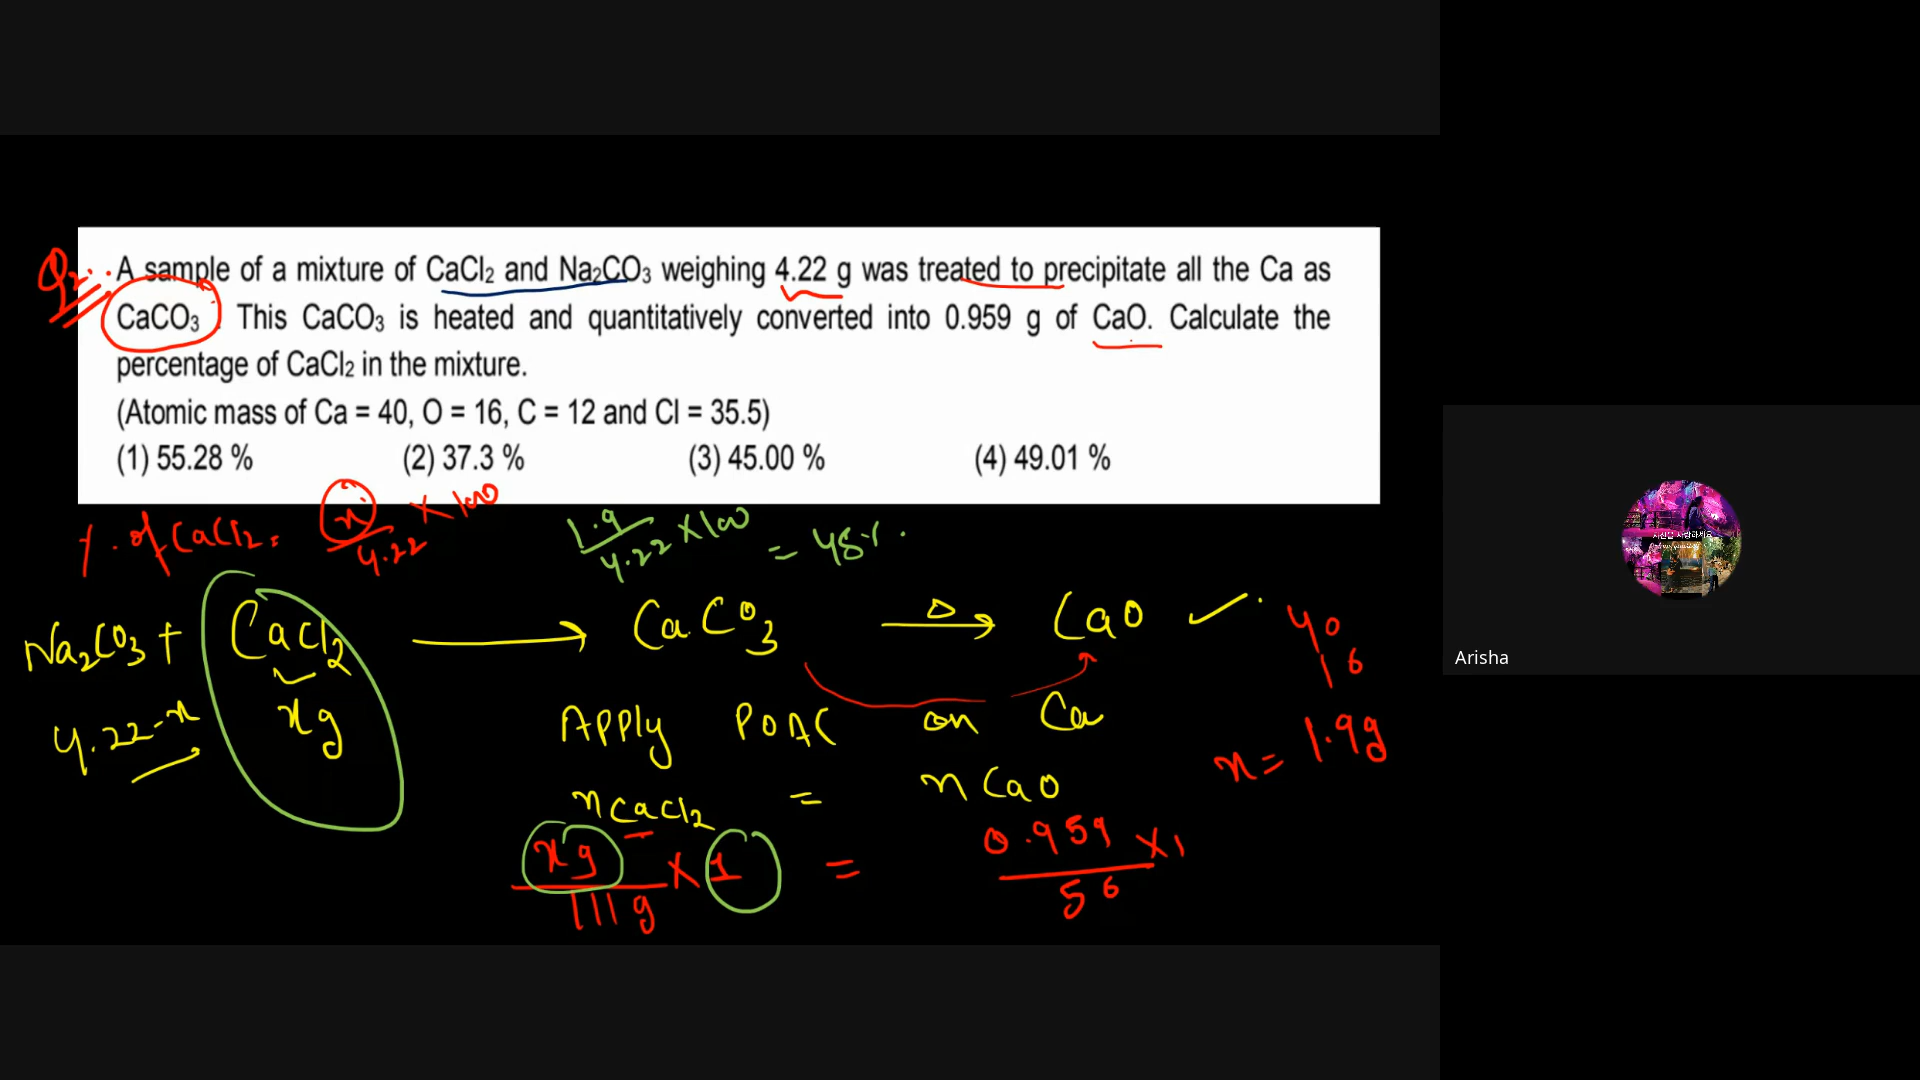 Q2:
A sample of a mixture of CaCl2 and Na2CO3 weighing 4.22 g was treated to precipitate all the Ca as
CaCO3 This CaCO3 is heated and quantitatively converted into 0.959 g of CaO. Calculate the
percentage of CaCl2 in the mixture.
(Atomic mass of Ca = 40, O = 16, C = 12 and Cl = 35.5)
(1) 55.28 % (2) 37.3 % (3) 45.00 % (4) 49.01 %
%. of CaCl2 = x/4.22 × 100
1.9/4.22 × 100 = 45%.
Na2CO3 + CaCl2 → CaCO3 Δ→ CaO ✓
40
16
4.22-x
x g
Apply POAC on Ca
x = 1.9g
nCaCl2 = nCaO
xg/111g × 1 = 0.959/56 × 1
Arisha